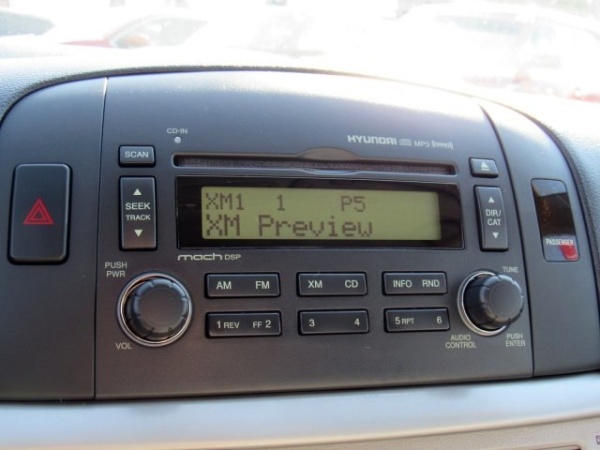 CD-IN
HYUNDAI MP3
SCAN
SEEK
TRACK
XM1 1 P5
XM Preview
DIR/
CAT
mach DSP
PUSH
PWR
VOL
AM FM
XM CD
INFO RND
1 REV FF 2
3 4
5 RPT 6
TUNE
AUDIO
CONTROL
PUSH
ENTER
PASSENGER